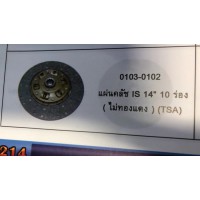 0103-0102
แผ่นคลัช IS 14" 10 ร่อง
( ใม่ทองแดง ) (TSA)
214